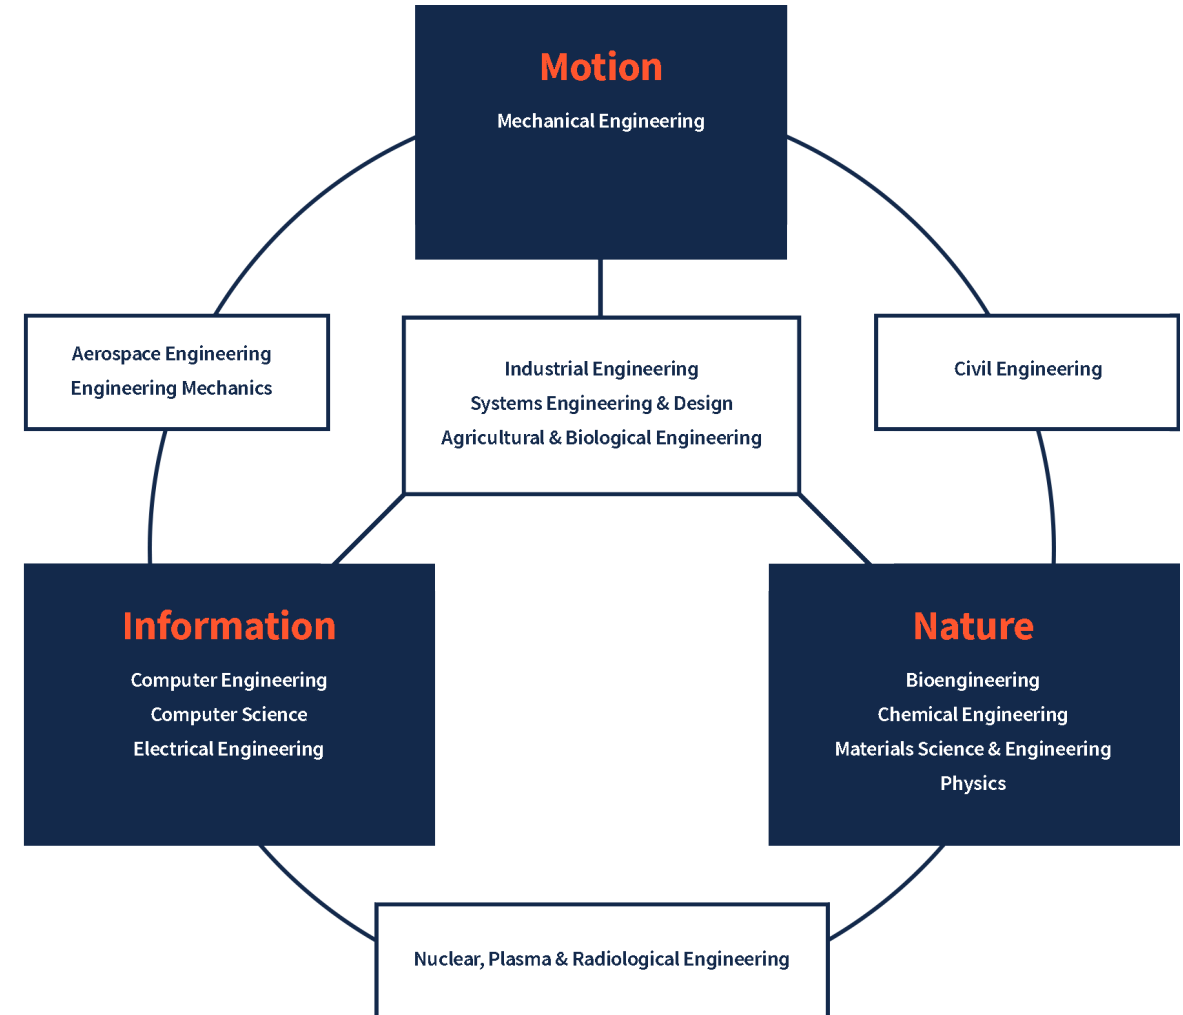 Motion
Mechanical Engineering
Aerospace Engineering
Engineering Mechanics
Industrial Engineering
Systems Engineering & Design
Agricultural & Biological Engineering
Civil Engineering
Information
Computer Engineering
Computer Science
Electrical Engineering
Nature
Bioengineering
Chemical Engineering
Materials Science & Engineering
Physics
Nuclear, Plasma & Radiological Engineering